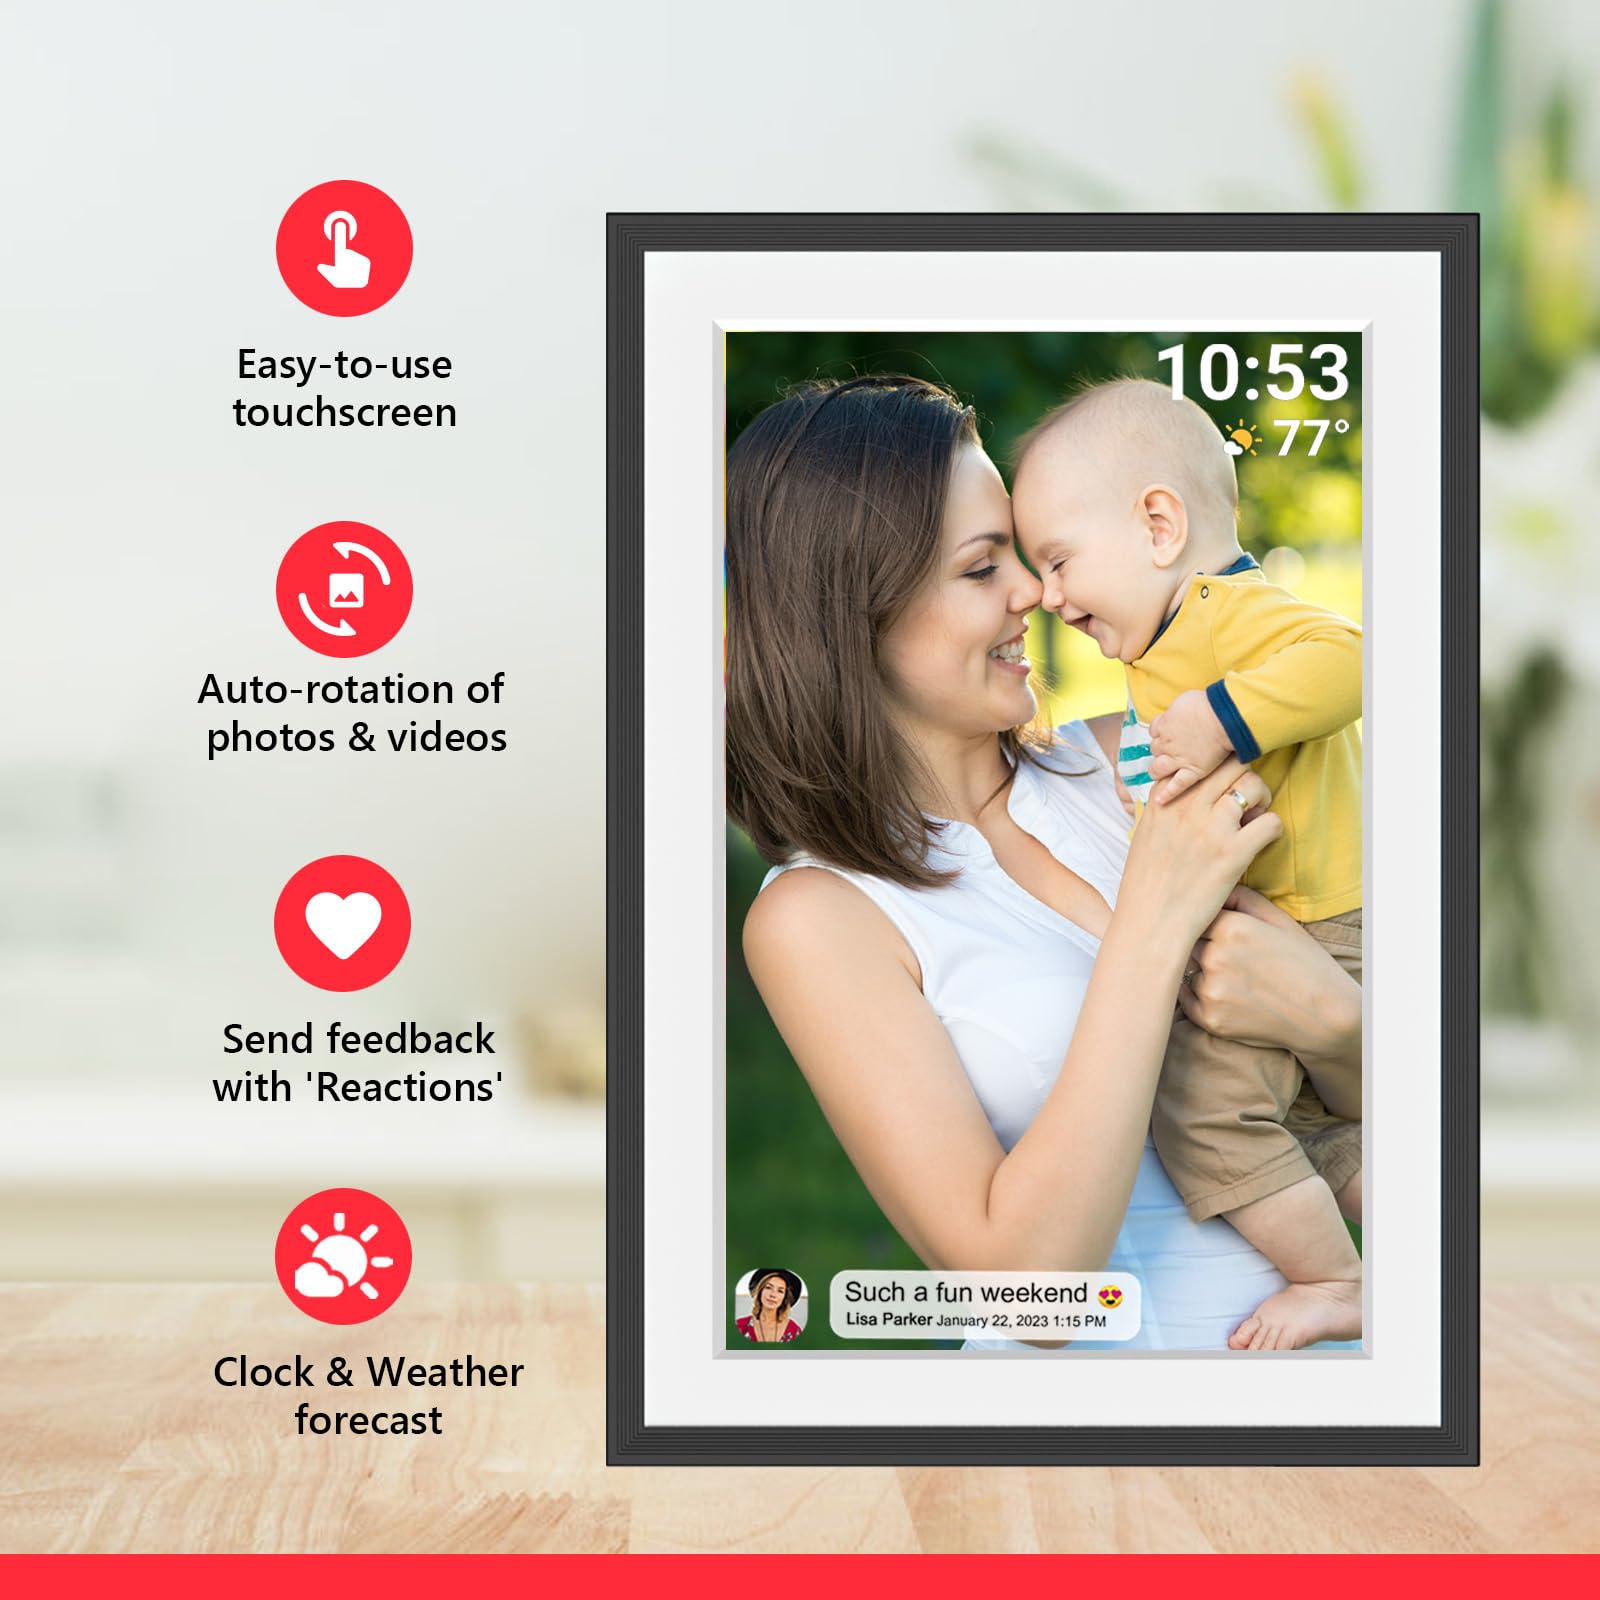 Easy-to-use
touchscreen
Auto-rotation of
photos & videos
Send feedback
with 'Reactions'
Clock & Weather
forecast
10:53
77°
Such a fun weekend 😍
Lisa Parker January 22, 2023 1:15 PM